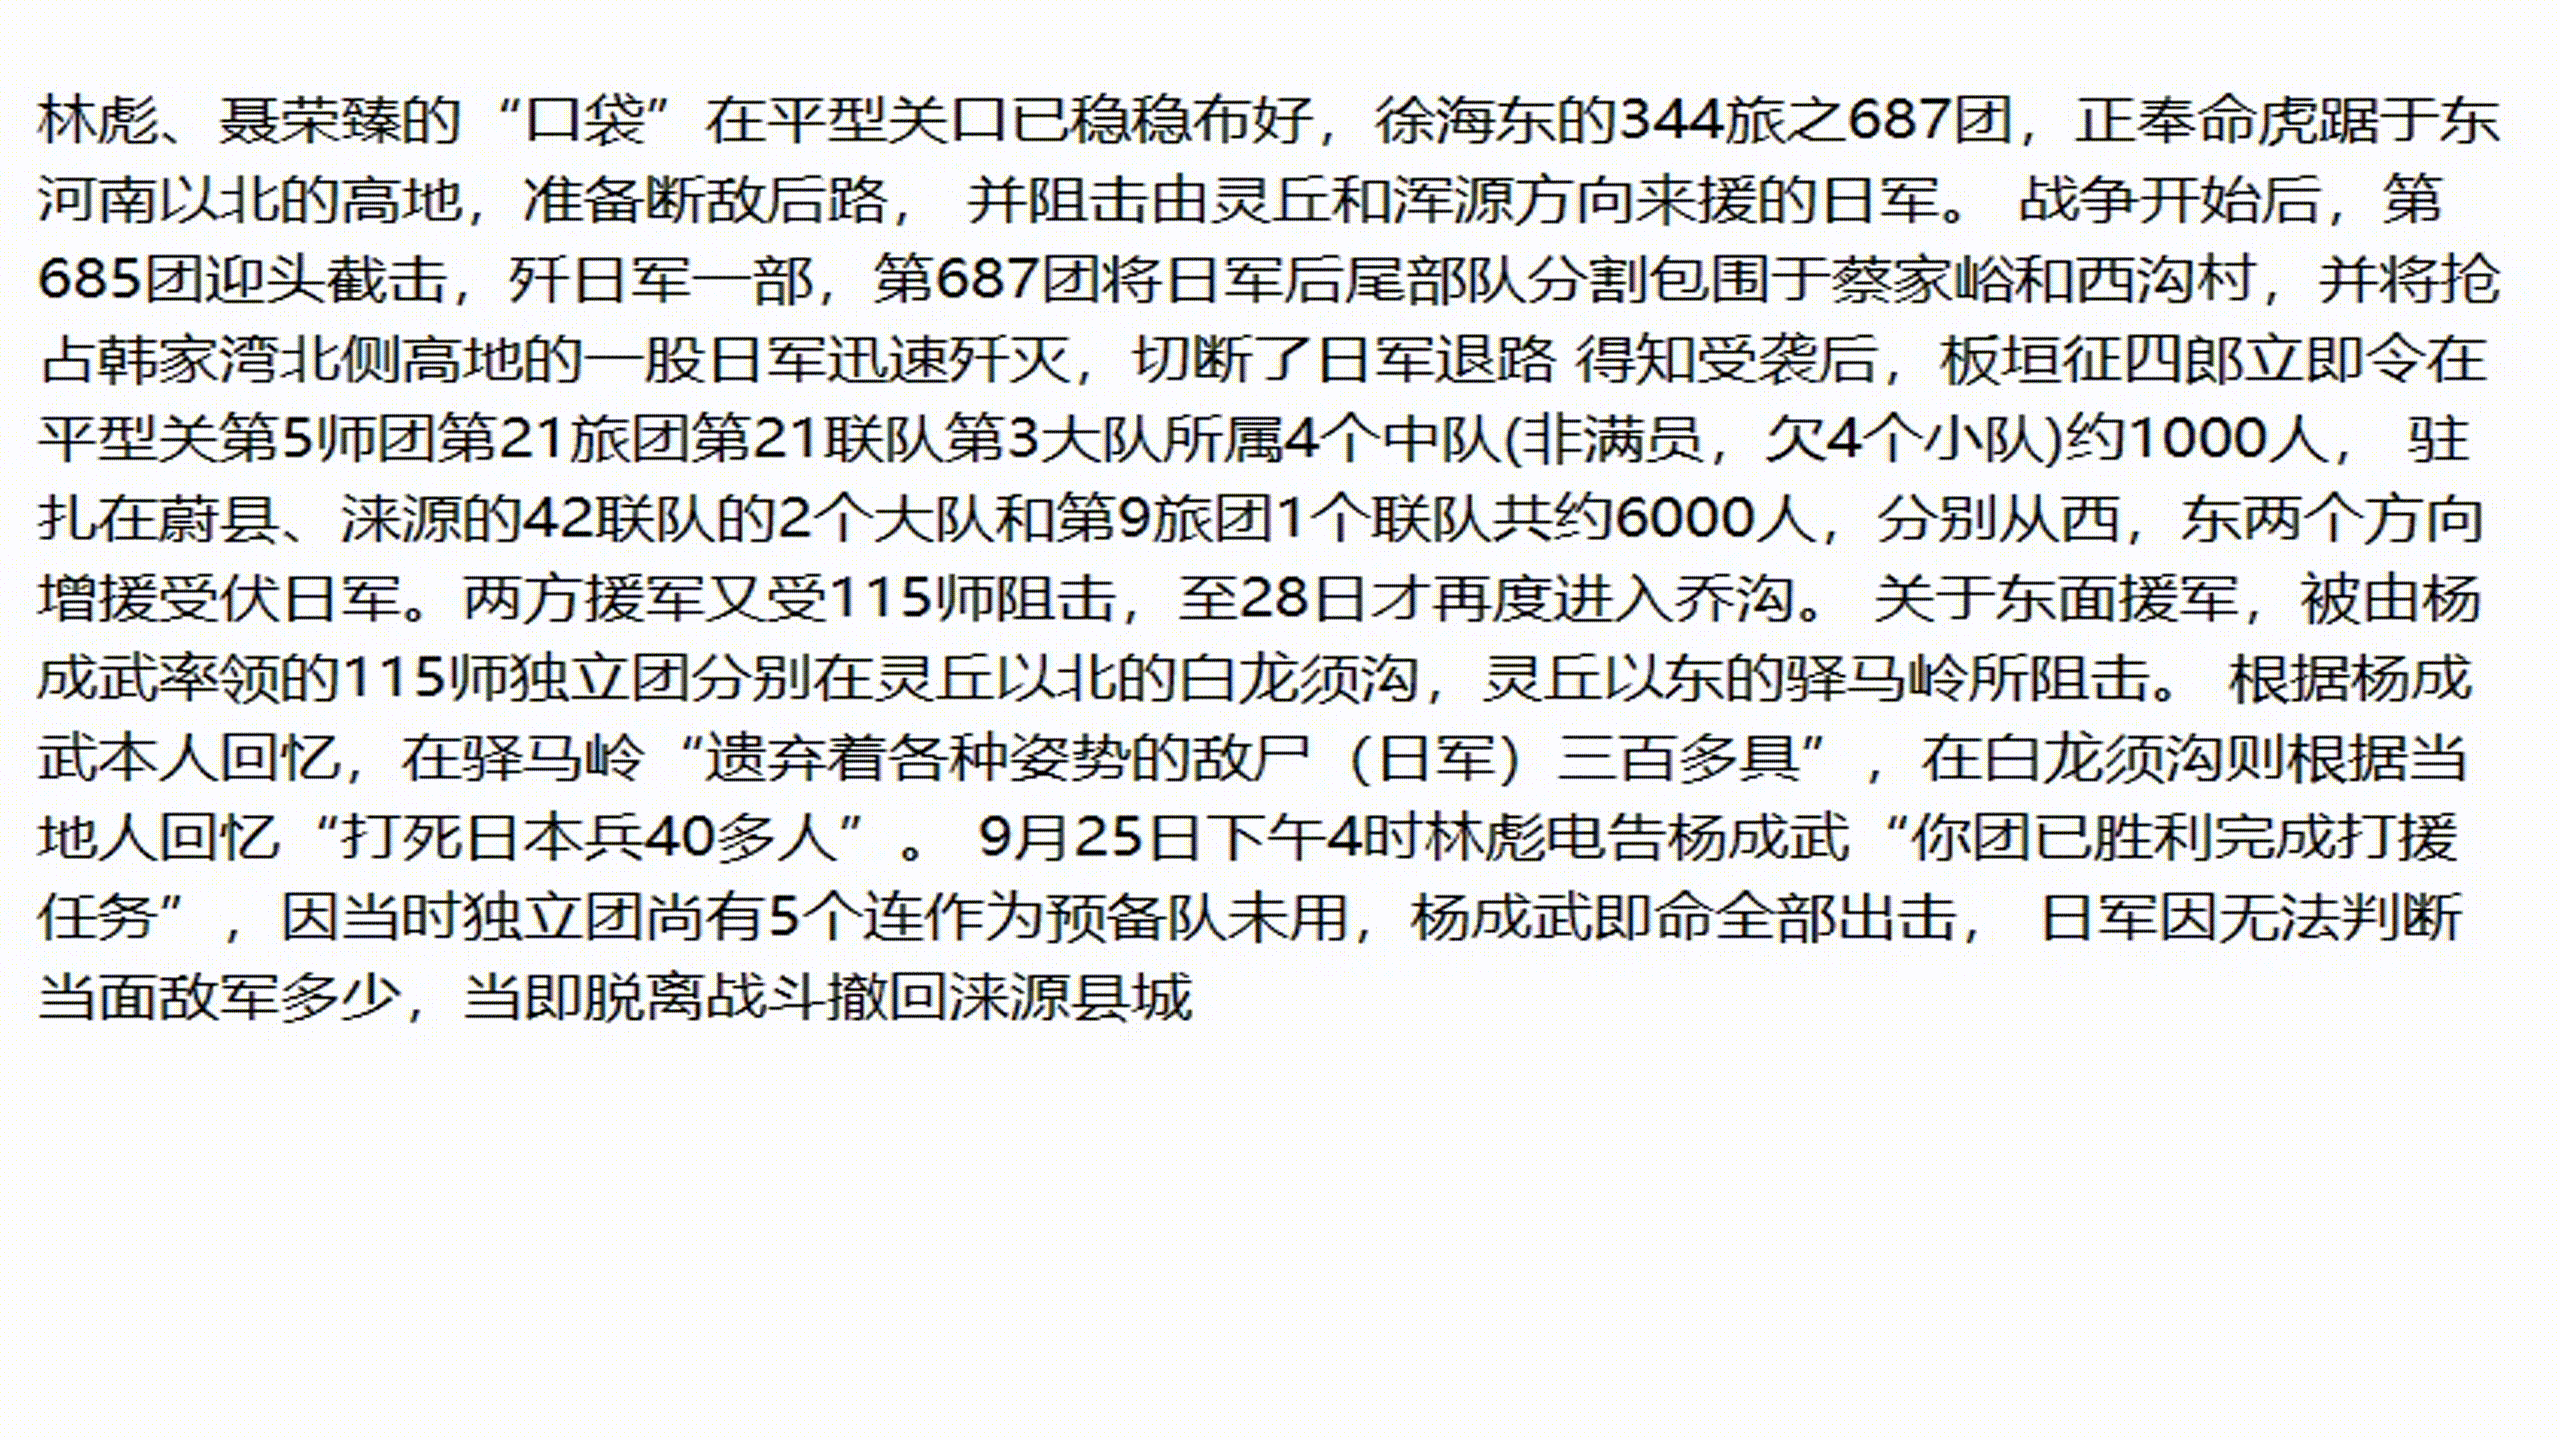 林彪、聂荣臻的“口袋”在平型关口已稳稳布好，徐海东的344旅之687团，正奉命虎踞于东
河南以北的高地，准备断敌后路， 并阻击由灵丘和浑源方向来援的日军。 战争开始后，第
685团迎头截击，歼日军一部，第687团将日军后尾部队分割包围于蔡家峪和西沟村，并将抢
占韩家湾北侧高地的一股日军迅速歼灭，切断了日军退路 得知受袭后，板垣征四郎立即令在
平型关第5师团第21旅团第21联队第3大队所属4个中队(非满员，欠4个小队)约1000人， 驻
扎在蔚县、涞源的42联队的2个大队和第9旅团1个联队共约6000人，分别从西，东两个方向
增援受伏日军。两方援军又受115师阻击，至28日才再度进入乔沟。 关于东面援军，被由杨
成武率领的115师独立团分别在灵丘以北的白龙须沟，灵丘以东的驿马岭所阻击。 根据杨成
武本人回忆，在驿马岭“遗弃着各种姿势的敌尸（日军）三百多具”，在白龙须沟则根据当
地人回忆“打死日本兵40多人”。 9月25日下午4时林彪电告杨成武“你团已胜利完成打援
任务”，因当时独立团尚有5个连作为预备队未用，杨成武即命全部出击， 日军因无法判断
当面敌军多少，当即脱离战斗撤回涞源县城